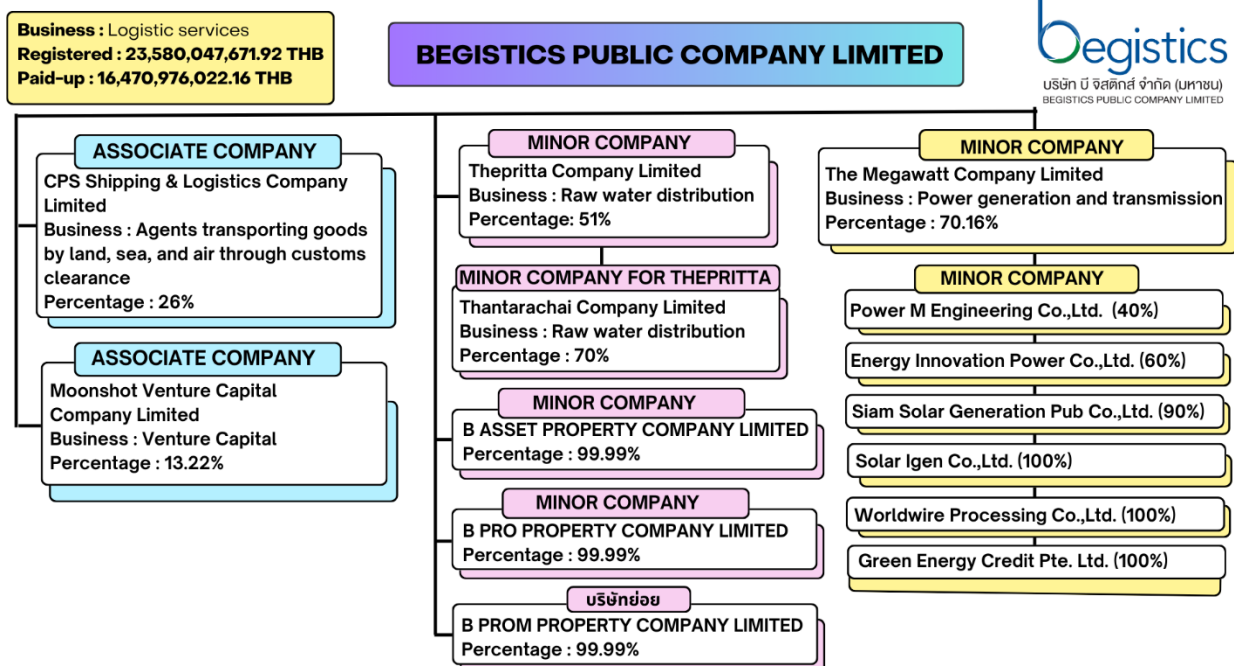 Business : Logistic services
Registered : 23,580,047,671.92 THB
Paid-up : 16,470,976,022.16 THB
BEGISTICS PUBLIC COMPANY LIMITED
begistics
บริษัท บี จิสติกส์ จำกัด (มหาชน)
BEGISTICS PUBLIC COMPANY LIMITED
ASSOCIATE COMPANY
CPS Shipping & Logistics Company
Limited
Business : Agents transporting goods
by land, sea, and air through customs
clearance
Percentage : 26%
ASSOCIATE COMPANY
Moonshot Venture Capital
Company Limited
Business : Venture Capital
Percentage : 13.22%
MINOR COMPANY
Thepritta Company Limited
Business : Raw water distribution
Percentage: 51%
MINOR COMPANY FOR THEPRITTA
Thantarachai Company Limited
Business : Raw water distribution
Percentage : 70%
MINOR COMPANY
B ASSET PROPERTY COMPANY LIMITED
Percentage : 99.99%
MINOR COMPANY
B PRO PROPERTY COMPANY LIMITED
Percentage : 99.99%
บริษัทย่อย
B PROM PROPERTY COMPANY LIMITED
Percentage : 99.99%
MINOR COMPANY
The Megawatt Company Limited
Business : Power generation and transmission
Percentage : 70.16%
MINOR COMPANY
Power M Engineering Co.,Ltd. (40%)
Energy Innovation Power Co.,Ltd. (60%)
Siam Solar Generation Pub Co.,Ltd. (90%)
Solar Igen Co.,Ltd. (100%)
Worldwire Processing Co.,Ltd. (100%)
Green Energy Credit Pte. Ltd. (100%)